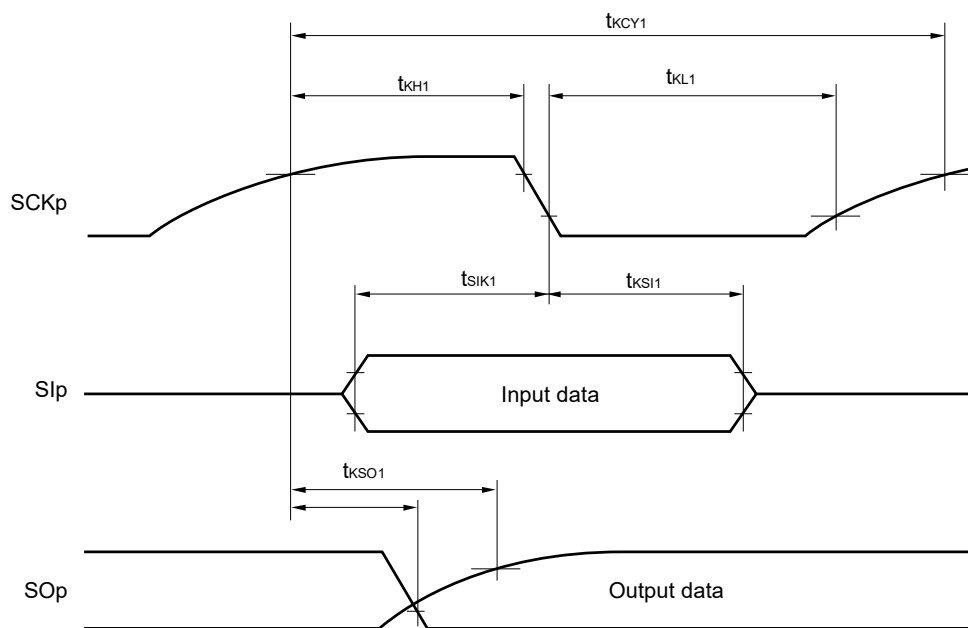 tKCY1
tKH1
tKL1
SCKp
tSIK1
tKSI1
SIp
Input data
tKSO1
SOp
Output data